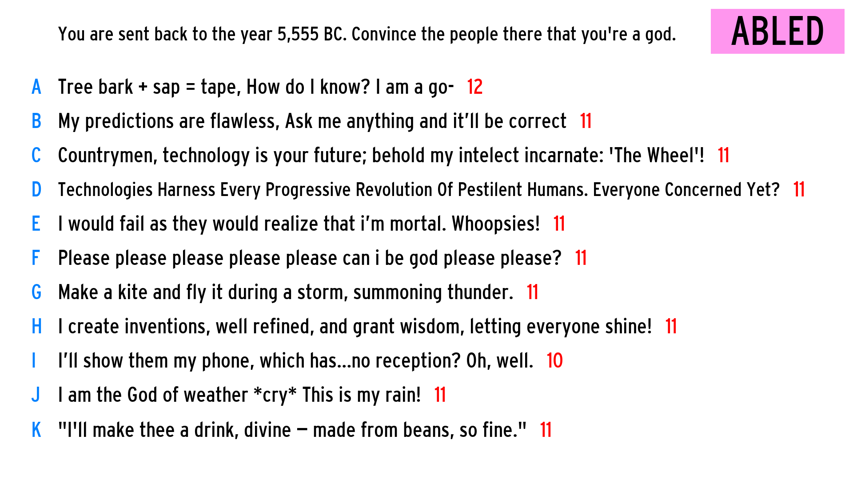 You are sent back to the year 5,555 BC. Convince the people there that you're a god.
ABLED
A Tree bark + sap = tape, How do I know? I am a go- 12
B My predictions are flawless, Ask me anything and it’ll be correct 11
C Countrymen, technology is your future; behold my intelect incarnate: 'The Wheel'! 11
D Technologies Harness Every Progressive Revolution Of Pestilent Humans. Everyone Concerned Yet? 11
E I would fail as they would realize that i’m mortal. Whoopsies! 11
F Please please please please please can i be god please please? 11
G Make a kite and fly it during a storm, summoning thunder. 11
H I create inventions, well refined, and grant wisdom, letting everyone shine! 11
I I’ll show them my phone, which has...no reception? Oh, well. 10
J I am the God of weather *cry* This is my rain! 11
K "I'll make thee a drink, divine – made from beans, so fine." 11